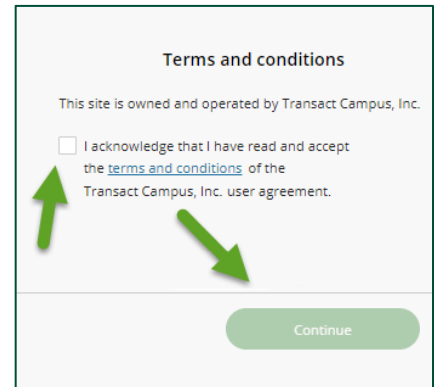 Terms and conditions
This site is owned and operated by Transact Campus, Inc.
I acknowledge that I have read and accept
the terms and conditions of the
Transact Campus, Inc. user agreement.
Continue